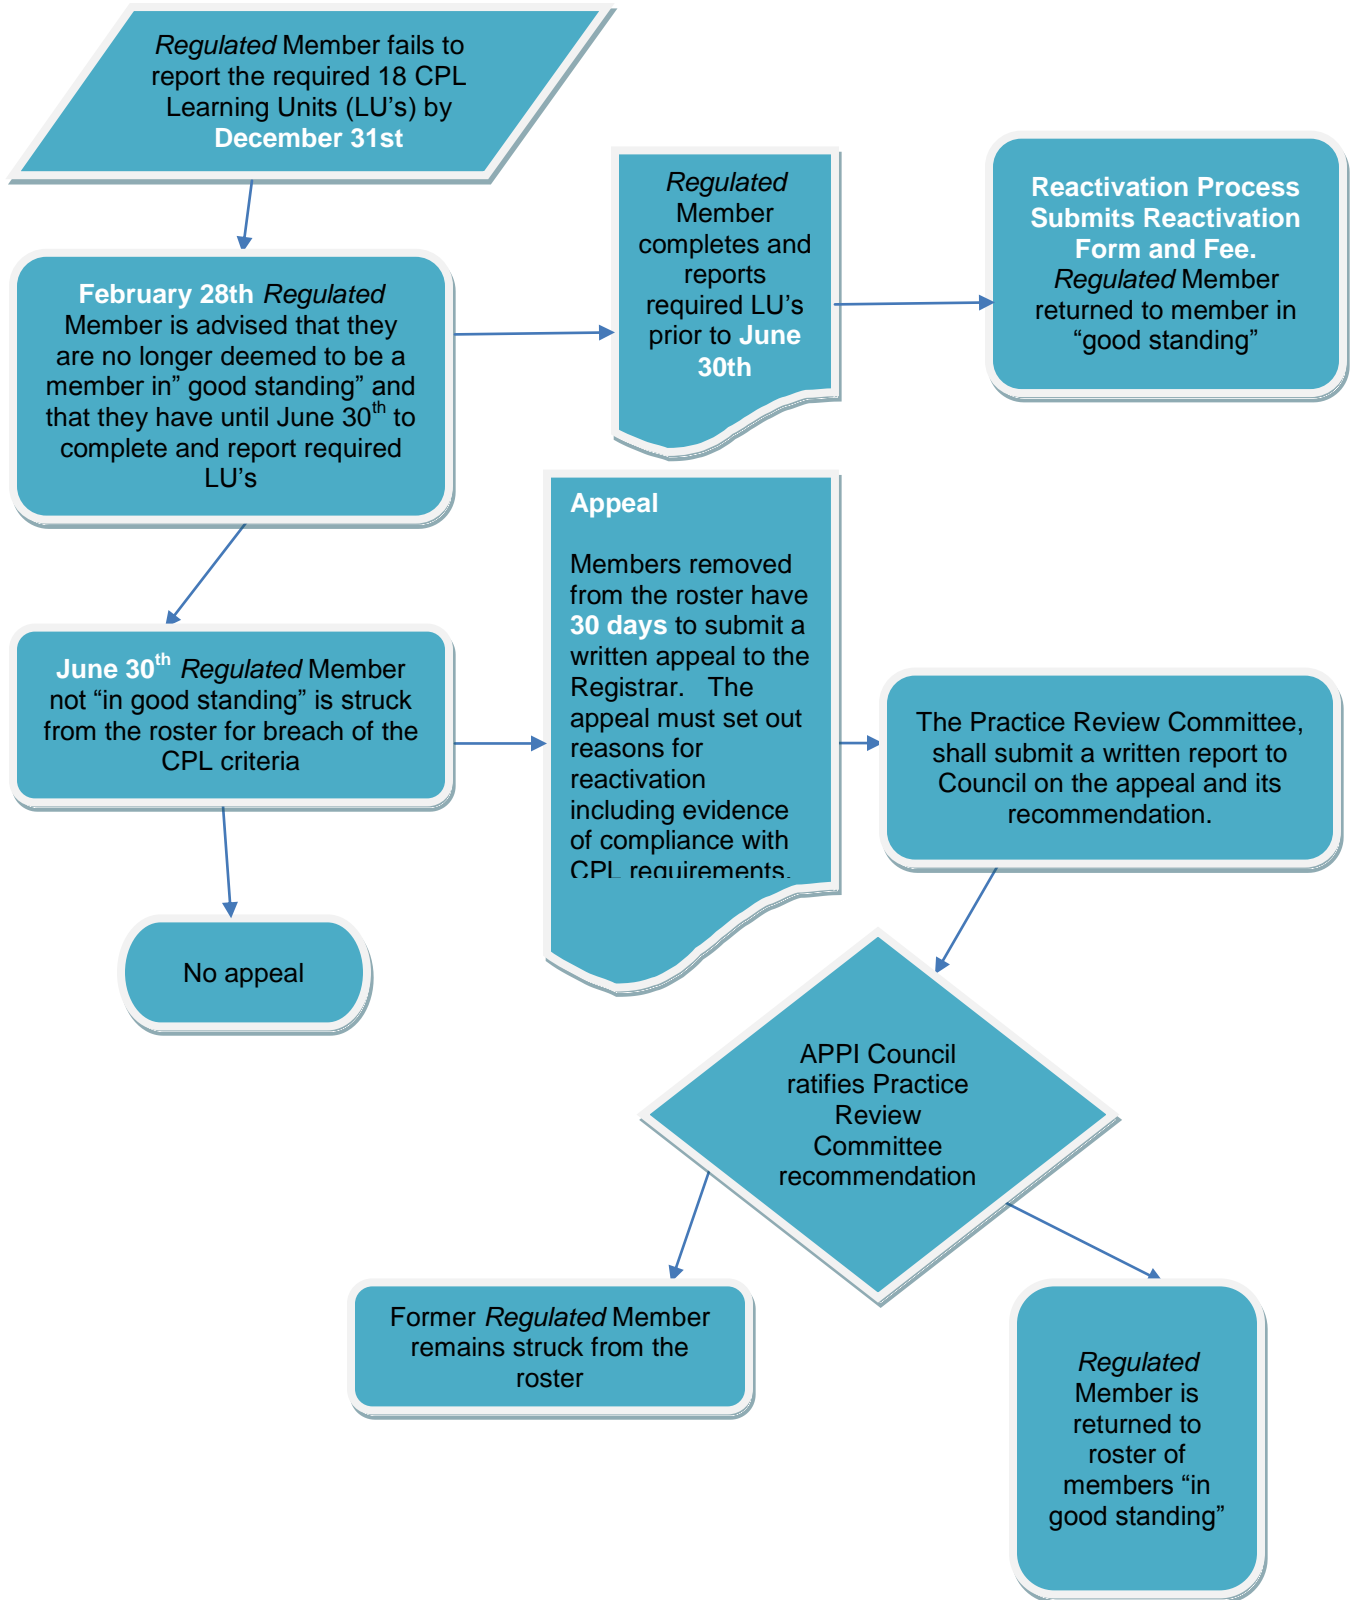 Regulated Member fails to
report the required 18 CPL
Learning Units (LU’s) by
December 31st
Regulated
Member
completes and
reports
required LU’s
prior to June
30th
Reactivation Process
Submits Reactivation
Form and Fee.
Regulated Member
returned to member in
“good standing”
February 28th Regulated
Member is advised that they
are no longer deemed to be a
member in” good standing” and
that they have until June 30th to
complete and report required
LU’s
Appeal
Members removed
from the roster have
30 days to submit a
written appeal to the
Registrar. The
appeal must set out
reasons for
reactivation
including evidence
of compliance with
CPL requirements.
June 30th Regulated Member
not “in good standing” is struck
from the roster for breach of the
CPL criteria
The Practice Review Committee,
shall submit a written report to
Council on the appeal and its
recommendation.
No appeal
APPI Council
ratifies Practice
Review
Committee
recommendation
Former Regulated Member
remains struck from the
roster
Regulated
Member is
returned to
roster of
members “in
good standing”